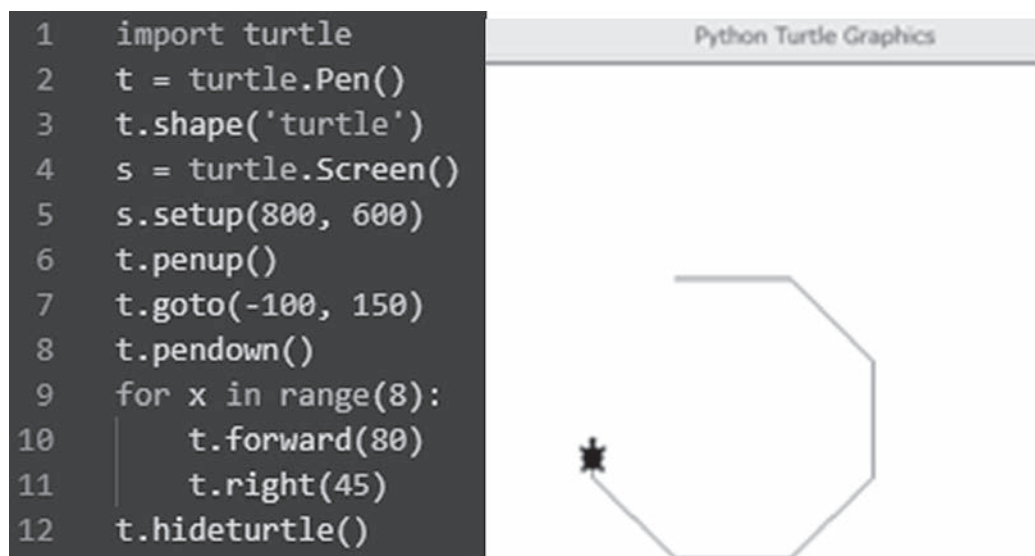 1 import turtle
2 t = turtle.Pen()
3 t.shape('turtle')
4 s = turtle.Screen()
5 s.setup(800, 600)
6 t.penup()
7 t.goto(-100, 150)
8 t.pendown()
9 for x in range(8):
10 t.forward(80)
11 t.right(45)
12 t.hideturtle()
Python Turtle Graphics